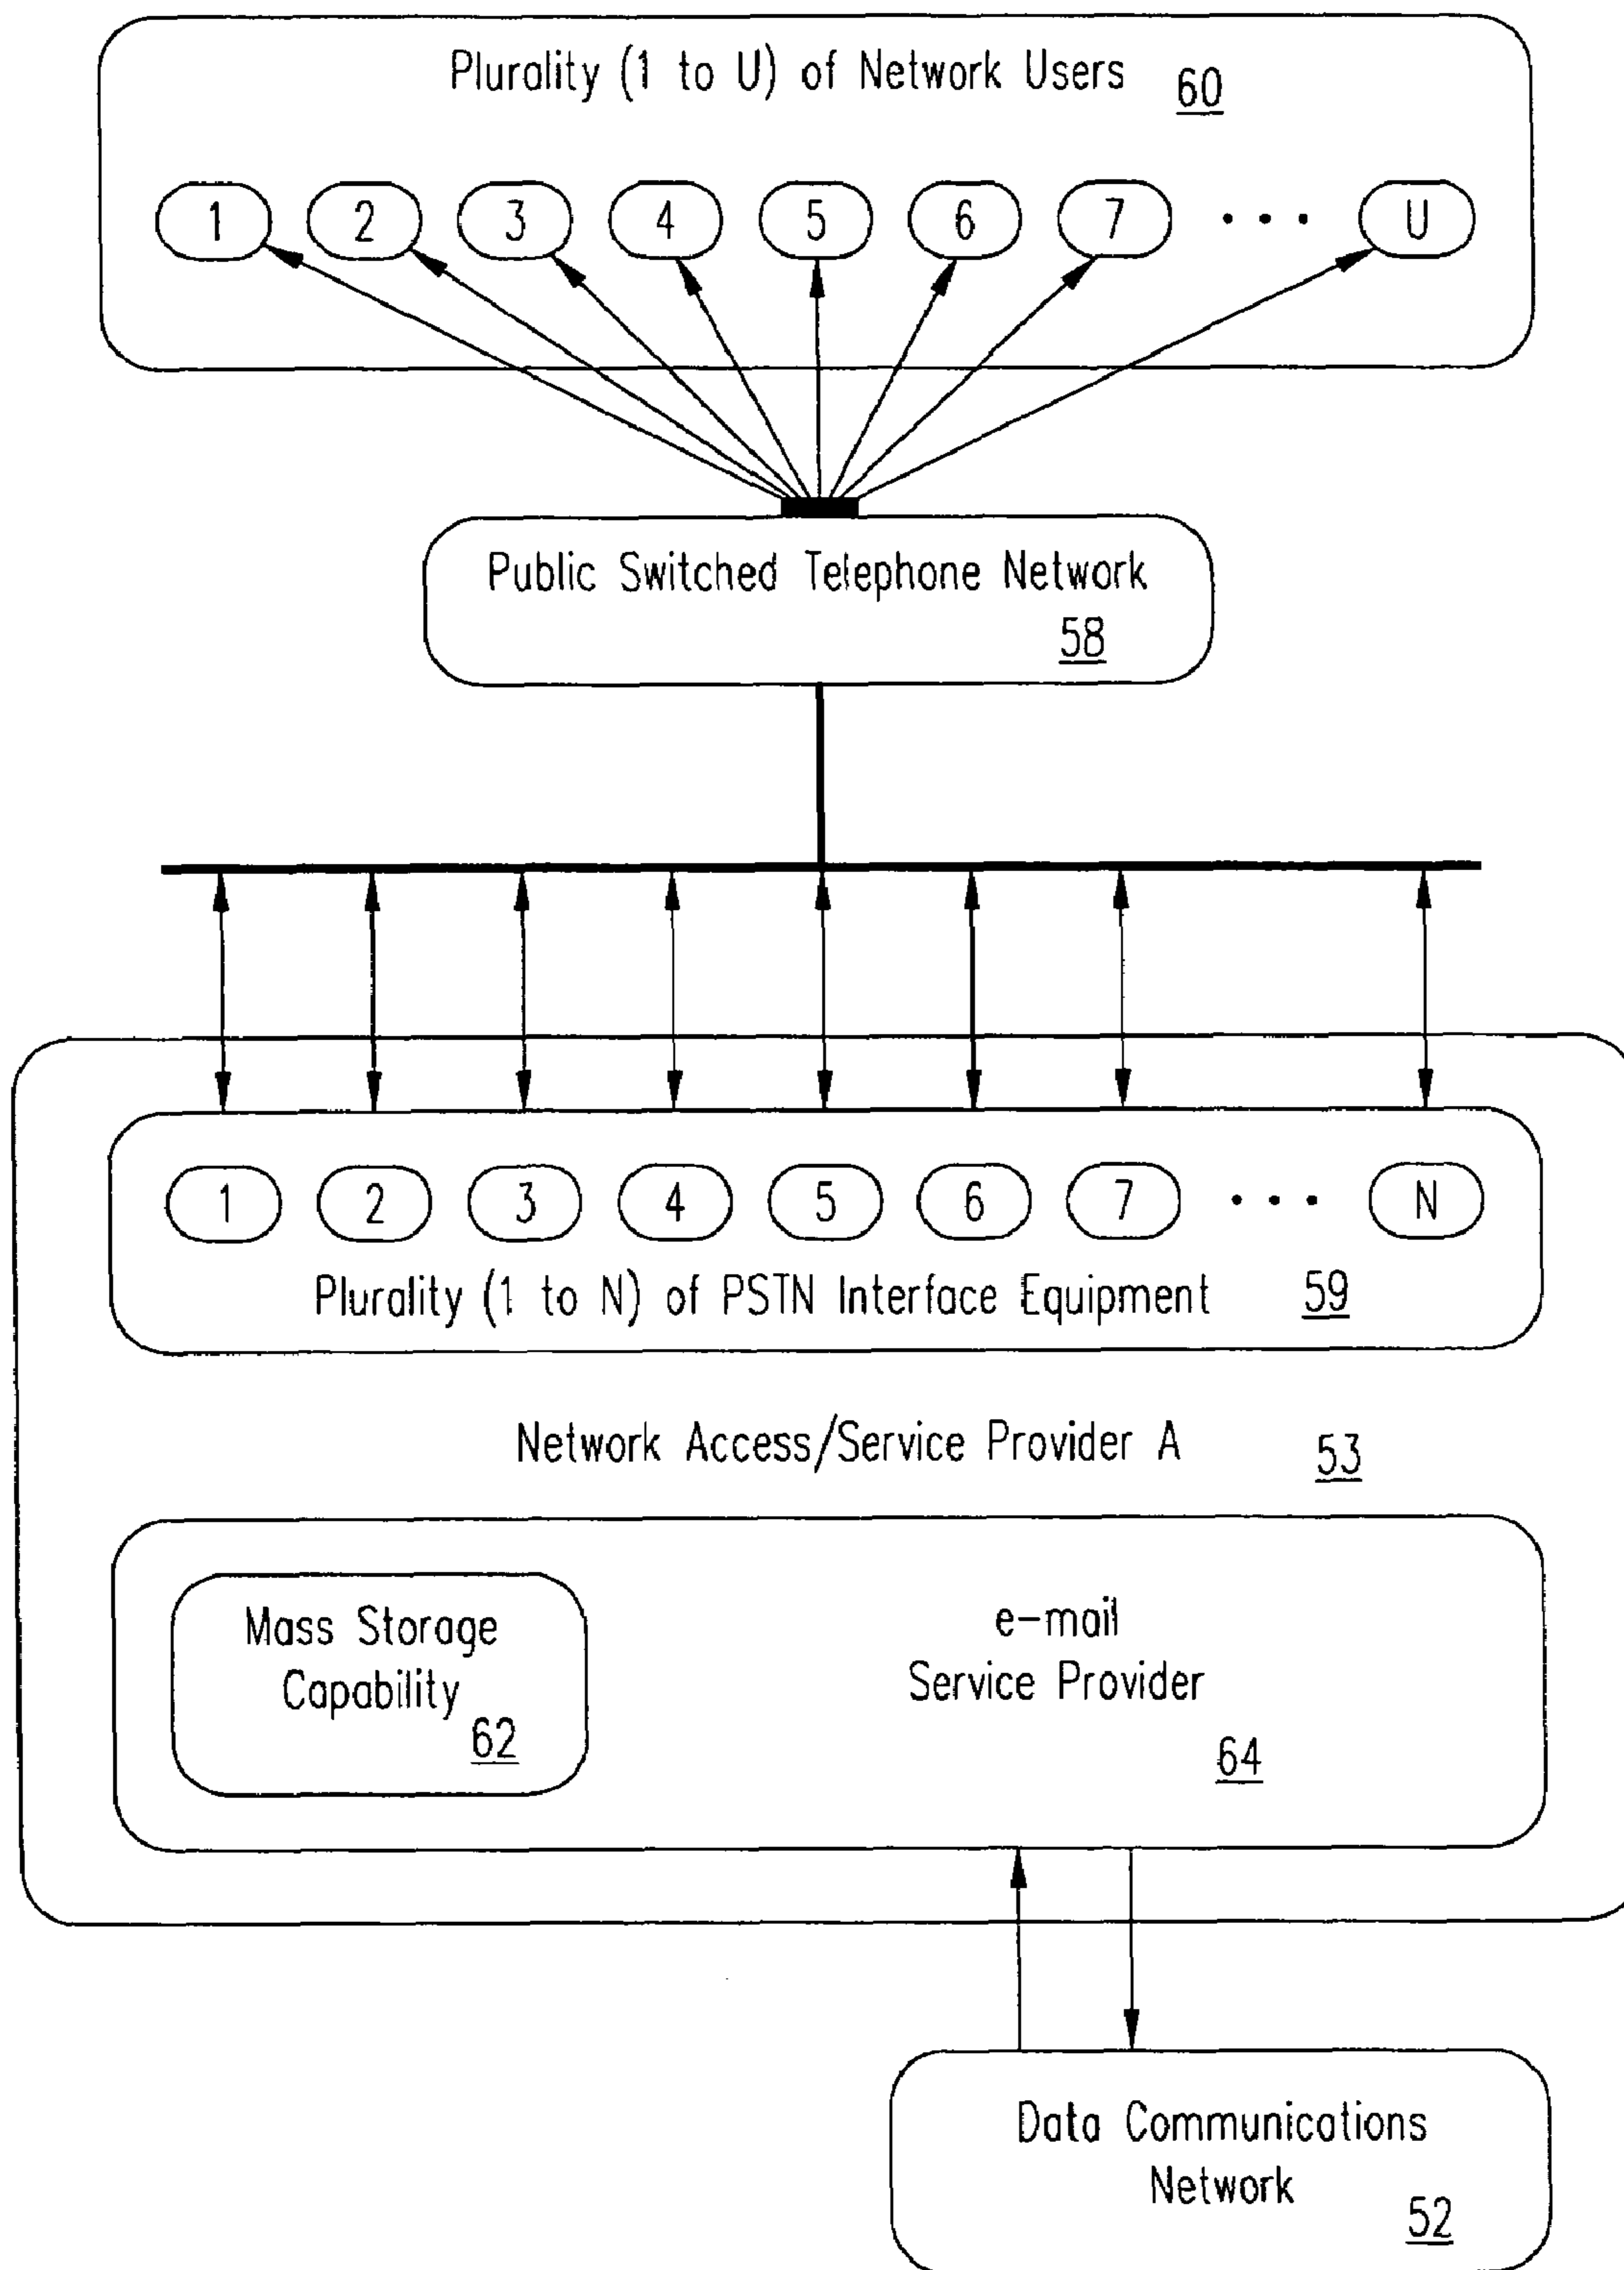 Plurality (1 to U) of Network Users 60
1 2 3 4 5 6 7 . . . U
Public Switched Telephone Network
58
1 2 3 4 5 6 7 . . . N
Plurality (1 to N) of PSTN Interface Equipment 59
Network Access/Service Provider A 53
Mass Storage
Capability
62
e-mail
Service Provider
64
Data Communications
Network
52